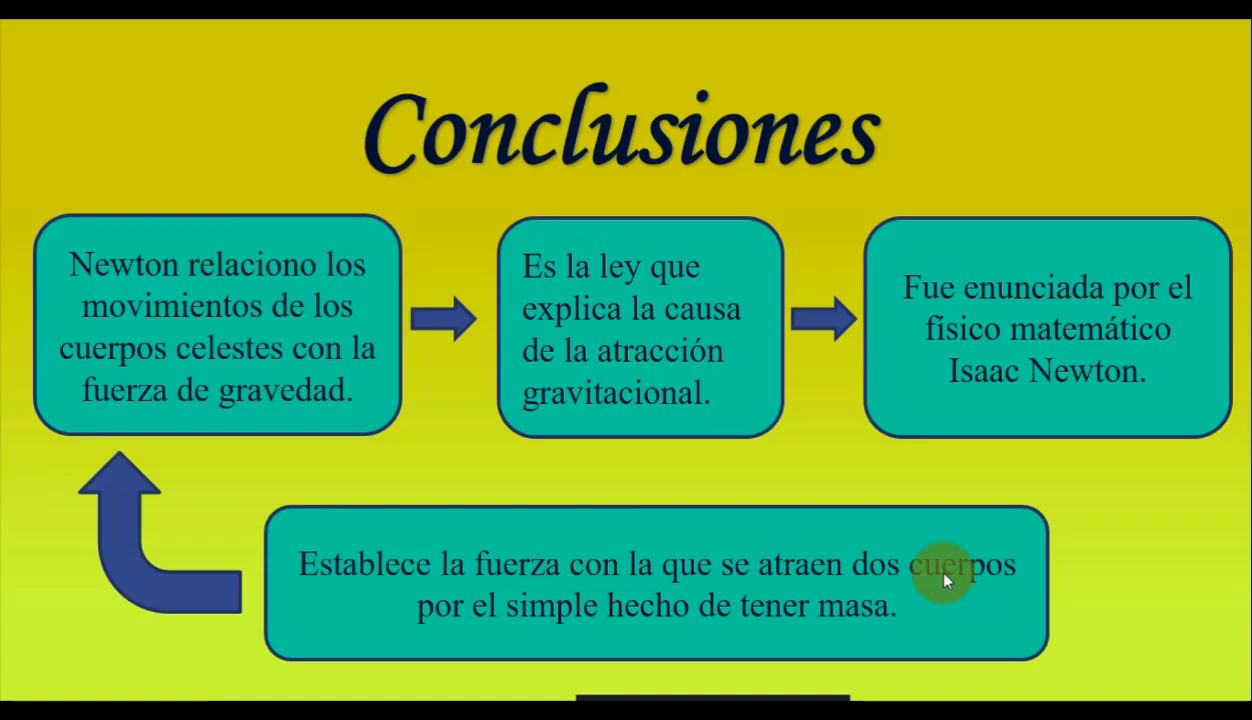 Conclusiones
Newton relaciono los
movimientos de los
cuerpos celestes con la
fuerza de gravedad.
Es la ley que
explica la causa
de la atracción
gravitacional.
Fue enunciada por el
físico matemático
Isaac Newton.
Establece la fuerza con la que se atraen dos cuerpos
por el simple hecho de tener masa.